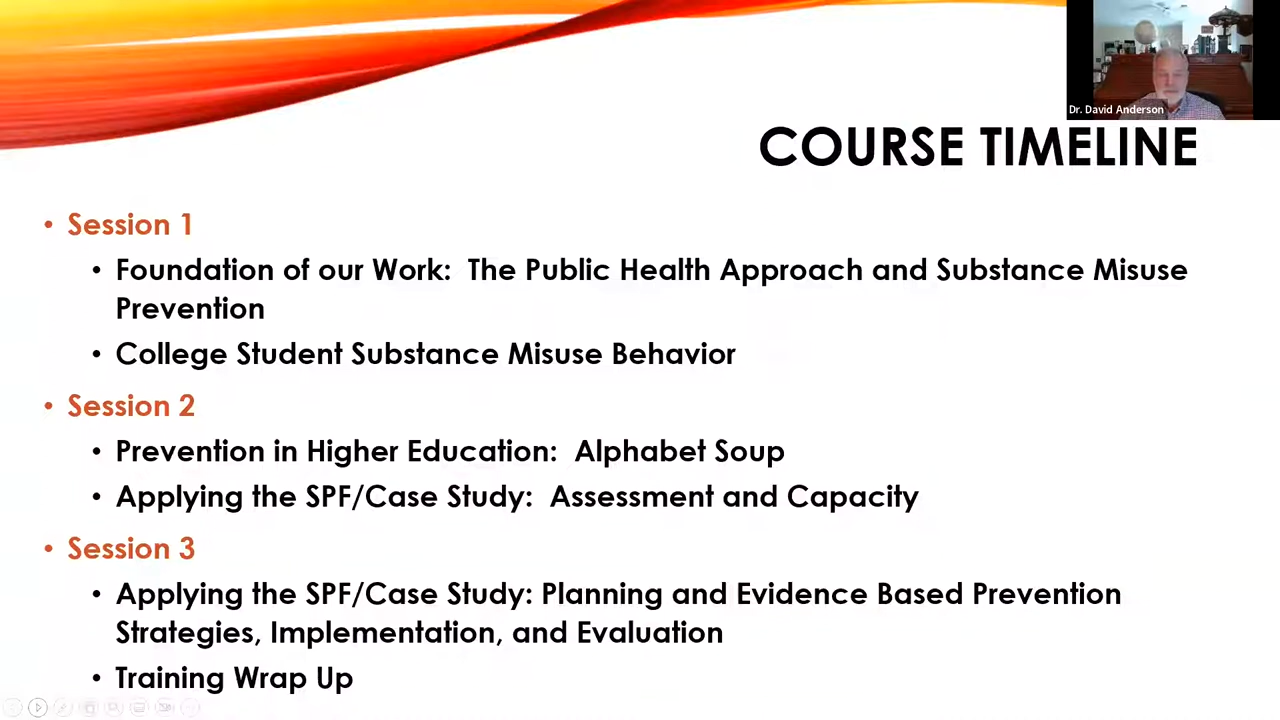 Dr. David Anderson
COURSE TIMELINE
• Session 1
• Foundation of our Work:  The Public Health Approach and Substance Misuse
Prevention
• College Student Substance Misuse Behavior
• Session 2
• Prevention in Higher Education:  Alphabet Soup
• Applying the SPF/Case Study:  Assessment and Capacity
• Session 3
• Applying the SPF/Case Study: Planning and Evidence Based Prevention
Strategies, Implementation, and Evaluation
• Training Wrap Up